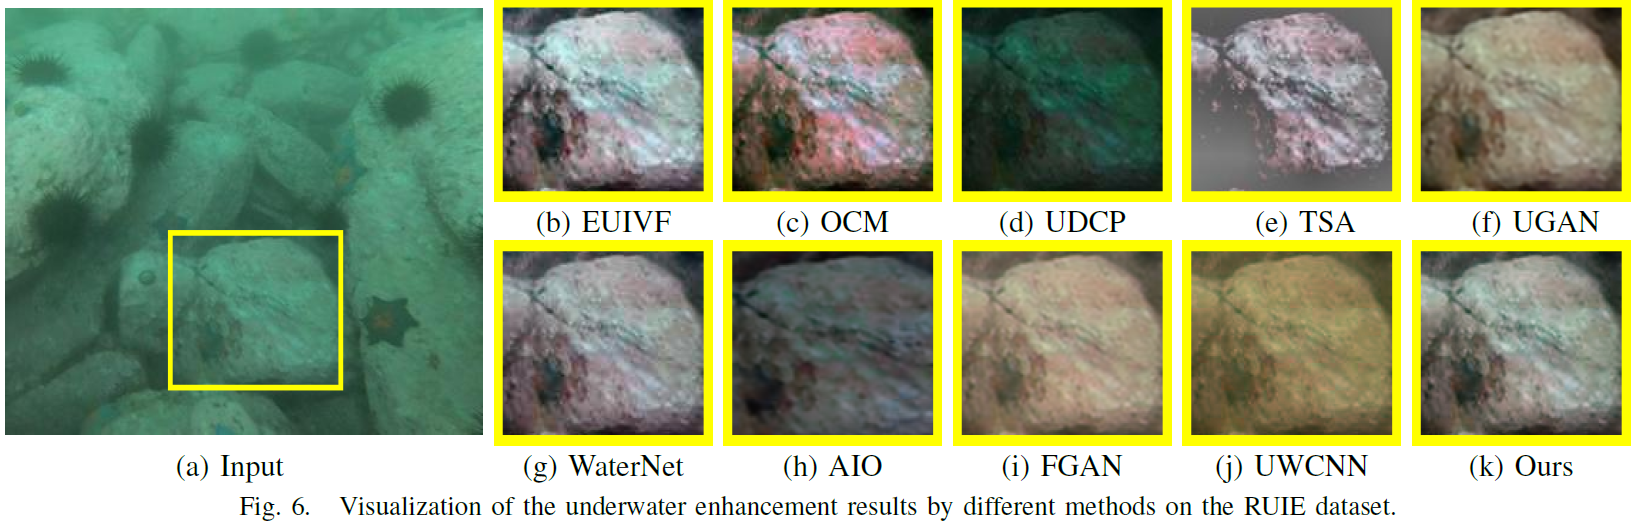 (b) EUIVF
(c) OCM
(d) UDCP
(e) TSA
(f) UGAN
(a) Input
(g) WaterNet
(h) AIO
(i) FGAN
(j) UWCNN
(k) Ours
Fig. 6. Visualization of the underwater enhancement results by different methods on the RUIE dataset.